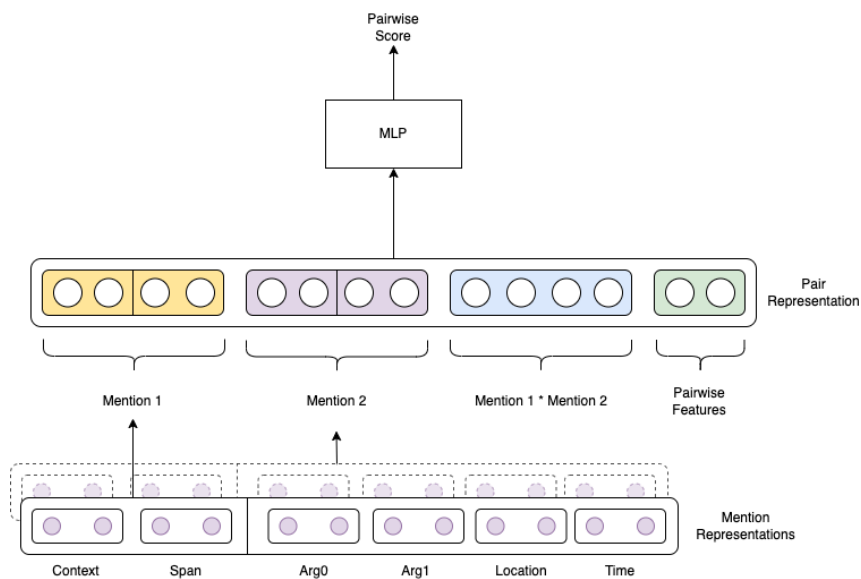 Pairwise
Score
MLP
Pair
Representation
Mention 1
Mention 2
Mention 1 * Mention 2
Pairwise
Features
Mention
Representations
Context
Span
Arg0
Arg1
Location
Time